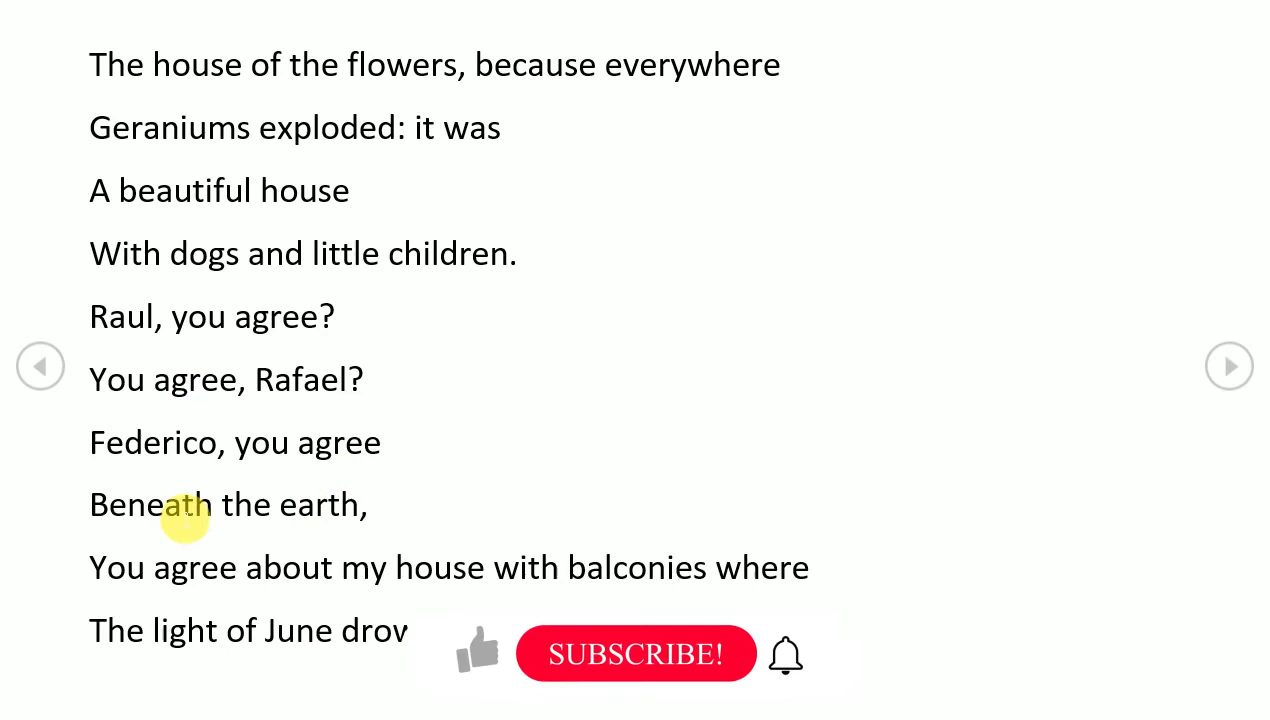 The house of the flowers, because everywhere
Geraniums exploded: it was
A beautiful house
With dogs and little children.
Raul, you agree?
You agree, Rafael?
Federico, you agree
Beneath the earth,
You agree about my house with balconies where
The light of June
SUBSCRIBE!